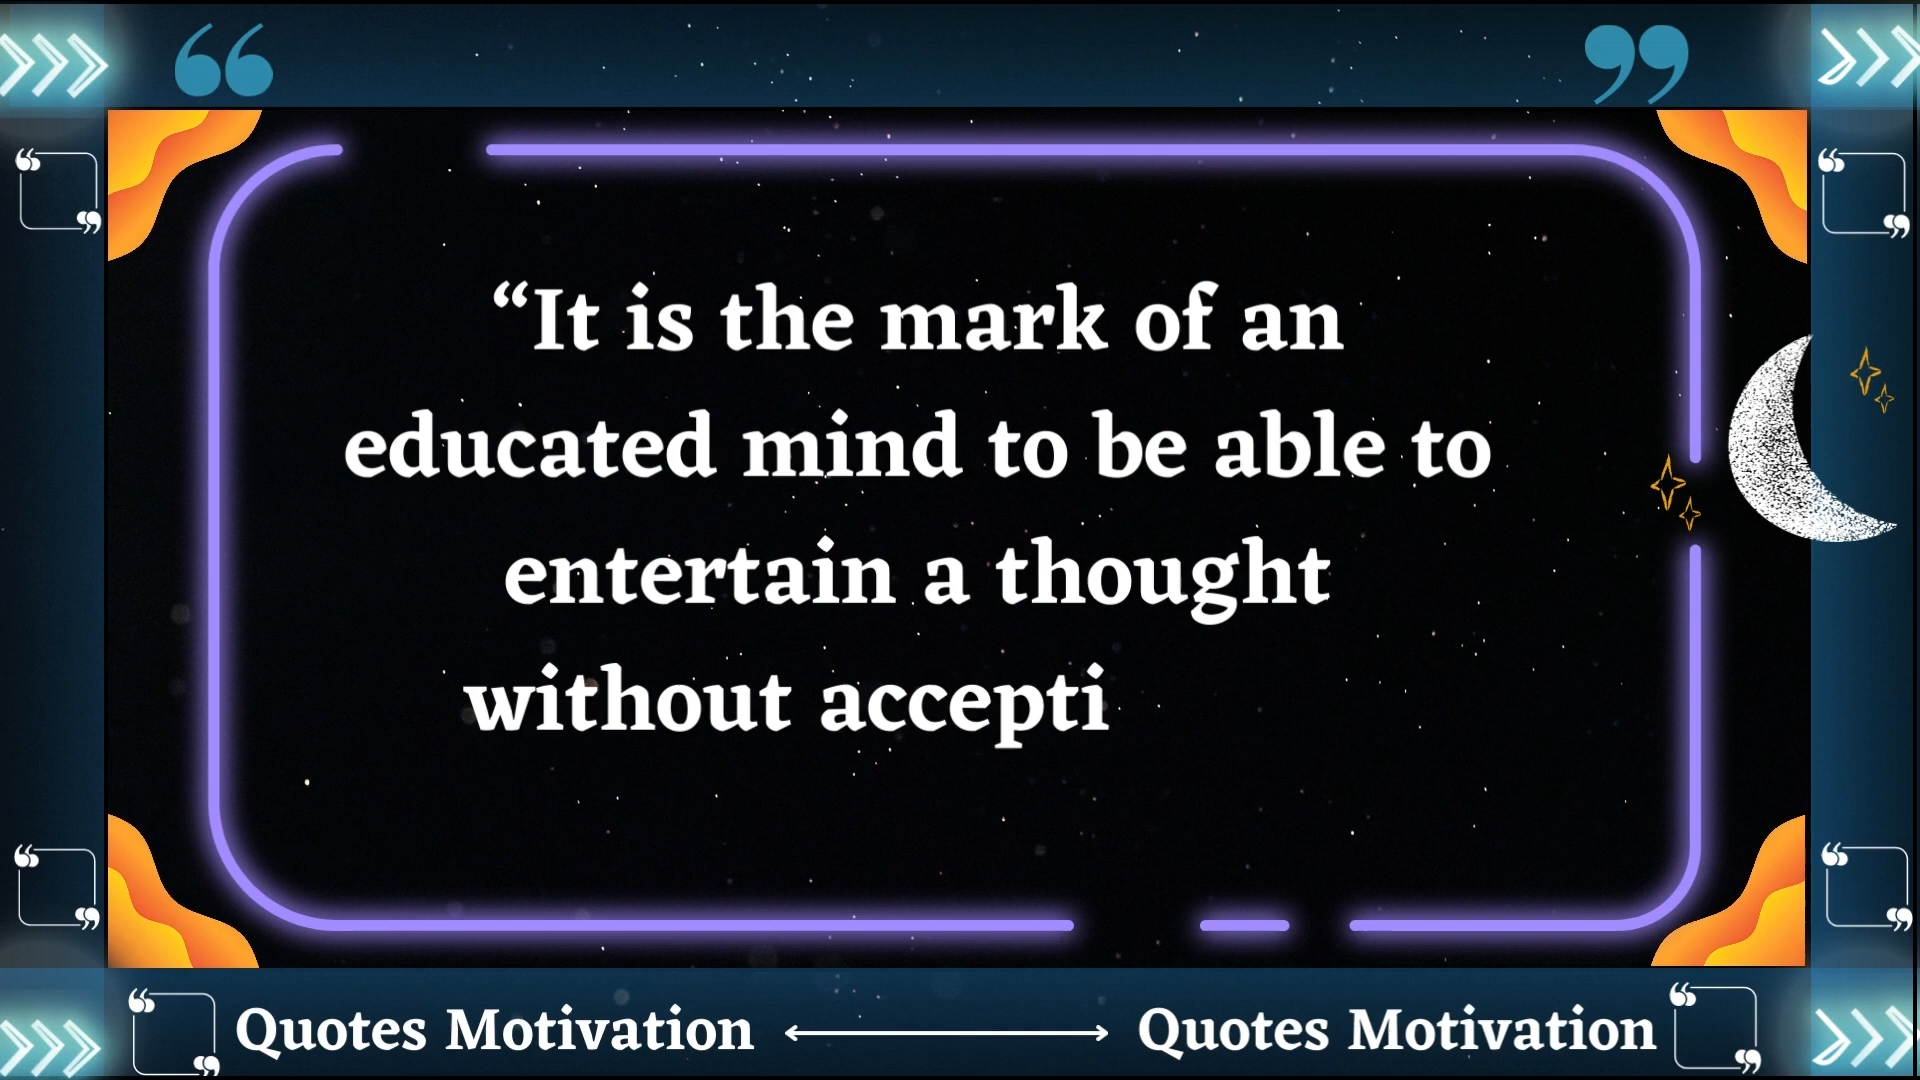 “It is the mark of an
educated mind to be able to
entertain a thought
without accepti
Quotes Motivation
Quotes Motivation